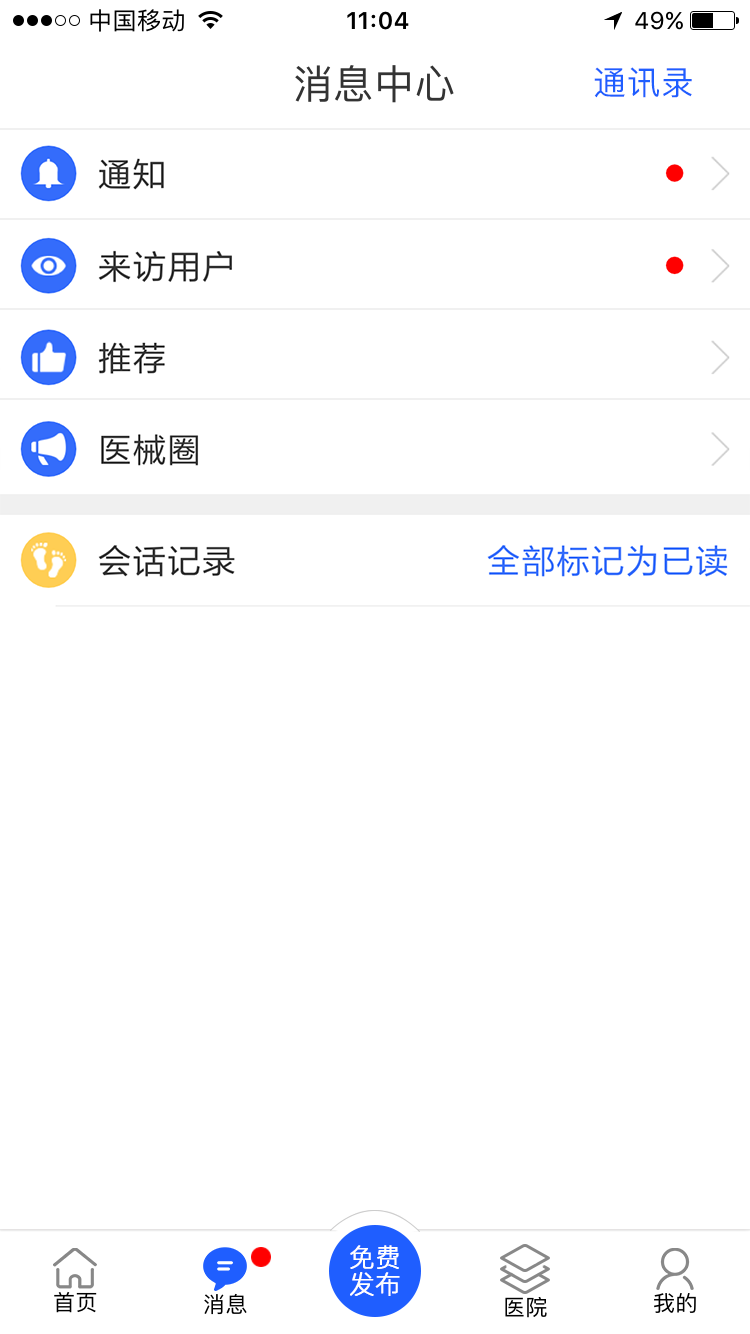 中国移动 11:04 49%
消息中心 通讯录
通知
来访用户
推荐
医械圈
会话记录 全部标记为已读
免费
发布
首页 消息 医院 我的